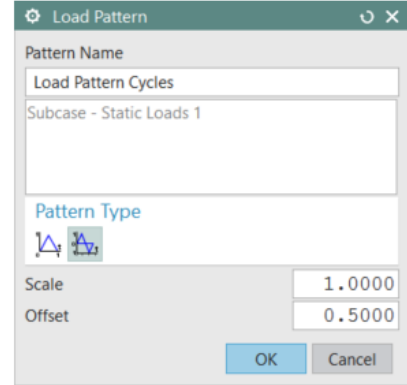 Load Pattern
Pattern Name
Load Pattern Cycles
Subcase - Static Loads 1
Pattern Type
Scale
1.0000
Offset
0.5000
OK
Cancel